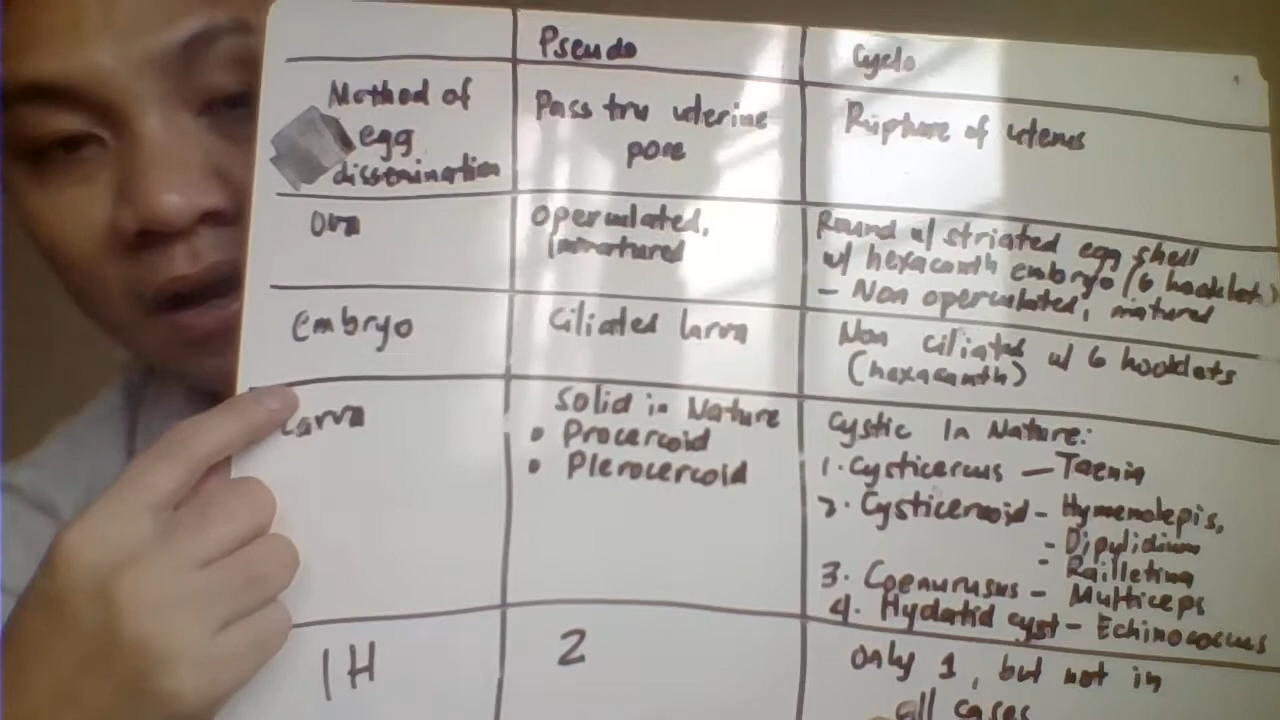 Pseudo
Cyclo
Method of
egg
dissemination
Pass tru uterine
pore
Rupture of uterus
Ova
operculated,
immatured
Round w/ striated egg shell
w/ hexacanth embryo (6 hooklets)
- Non operculated, matured
embryo
ciliated larva
Non ciliated w/ 6 hooklets
(hexacanth)
Larva
Solid in Nature
• Procercoid
• Plerocercoid
Cystic In Nature:
1. Cysticercus — Taenia
2. Cysticercoid - Hymenolepis,
- Dipylidium
- Railletina
3. Coenurusus - Multiceps
4. Hydatid cyst - Echinococcus
IH
2
only 1, but not in
all cases